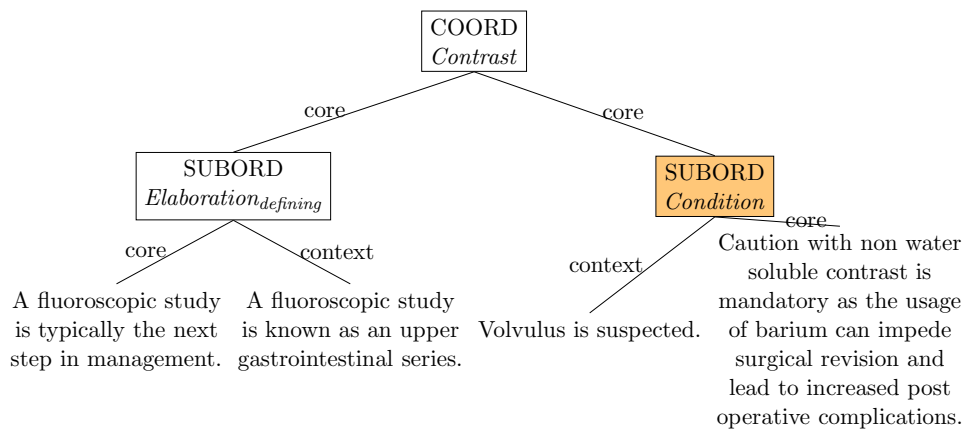 COORD
Contrast
core
core
SUBORD
Elaboration_defining
SUBORD
Condition
core
context
context
core
A fluoroscopic study
is typically the next
step in management.
A fluoroscopic study
is known as an upper
gastrointestinal series.
Volvulus is suspected.
Caution with non water
soluble contrast is
mandatory as the usage
of barium can impede
surgical revision and
lead to increased post
operative complications.